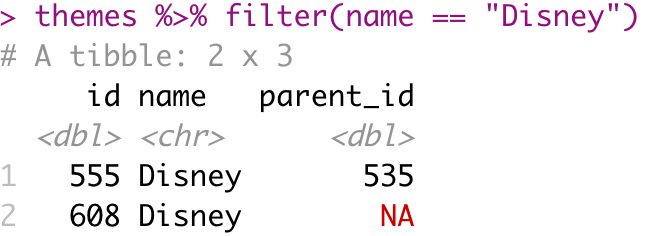 > themes %>% filter(name == "Disney")
# A tibble: 2 x 3
id name parent_id
<dbl> <chr> <dbl>
1 555 Disney 535
2 608 Disney NA